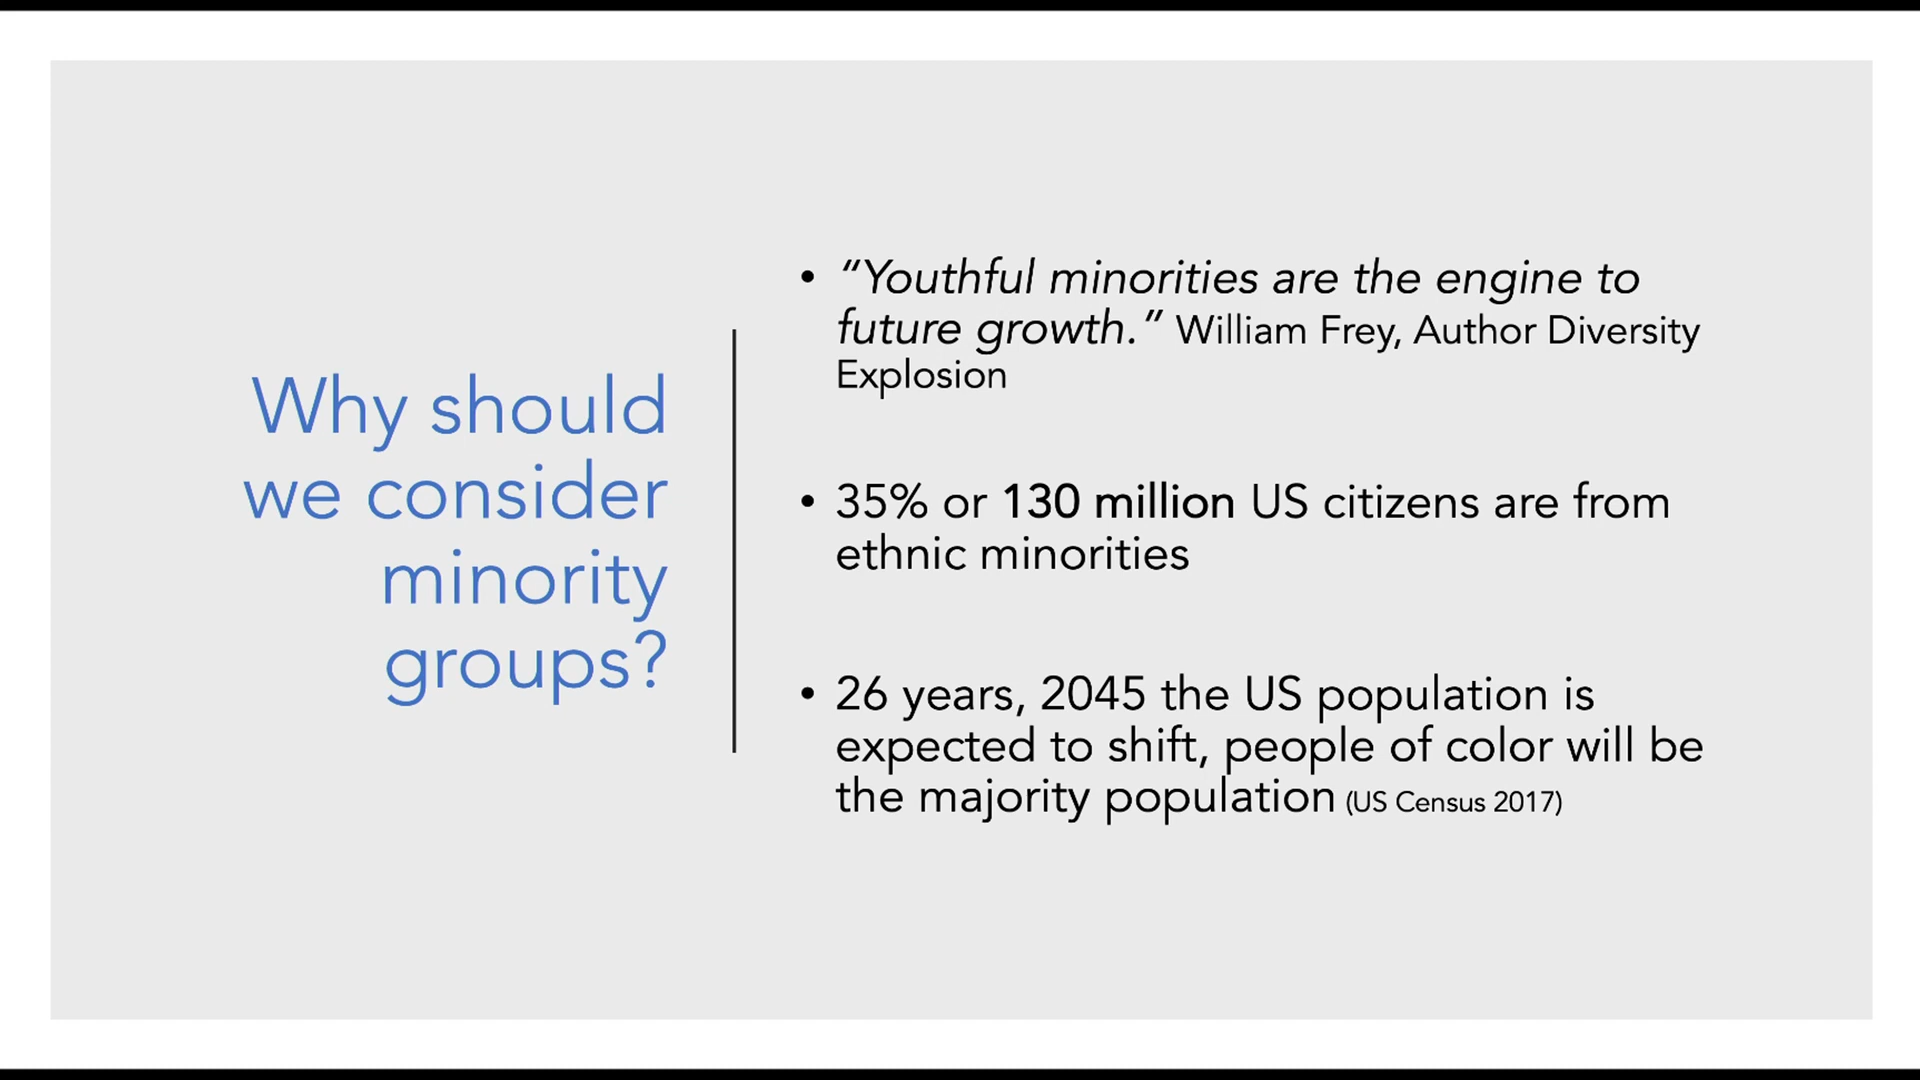 Why should
we consider
minority
groups?
• “Youthful minorities are the engine to
future growth.” William Frey, Author Diversity
Explosion
• 35% or 130 million US citizens are from
ethnic minorities
• 26 years, 2045 the US population is
expected to shift, people of color will be
the majority population (US Census 2017)